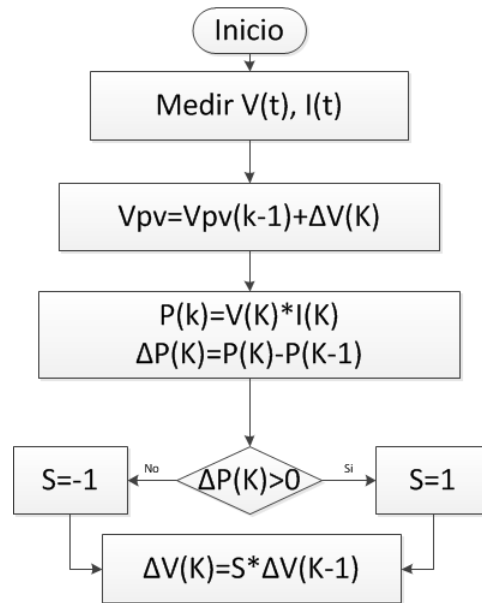 Inicio
Medir V(t), I(t)
Vpv=Vpv(k-1)+ΔV(K)
P(k)=V(K)*I(K)
ΔP(K)=P(K)-P(K-1)
No
Si
S=-1
ΔP(K)>0
S=1
ΔV(K)=S*ΔV(K-1)